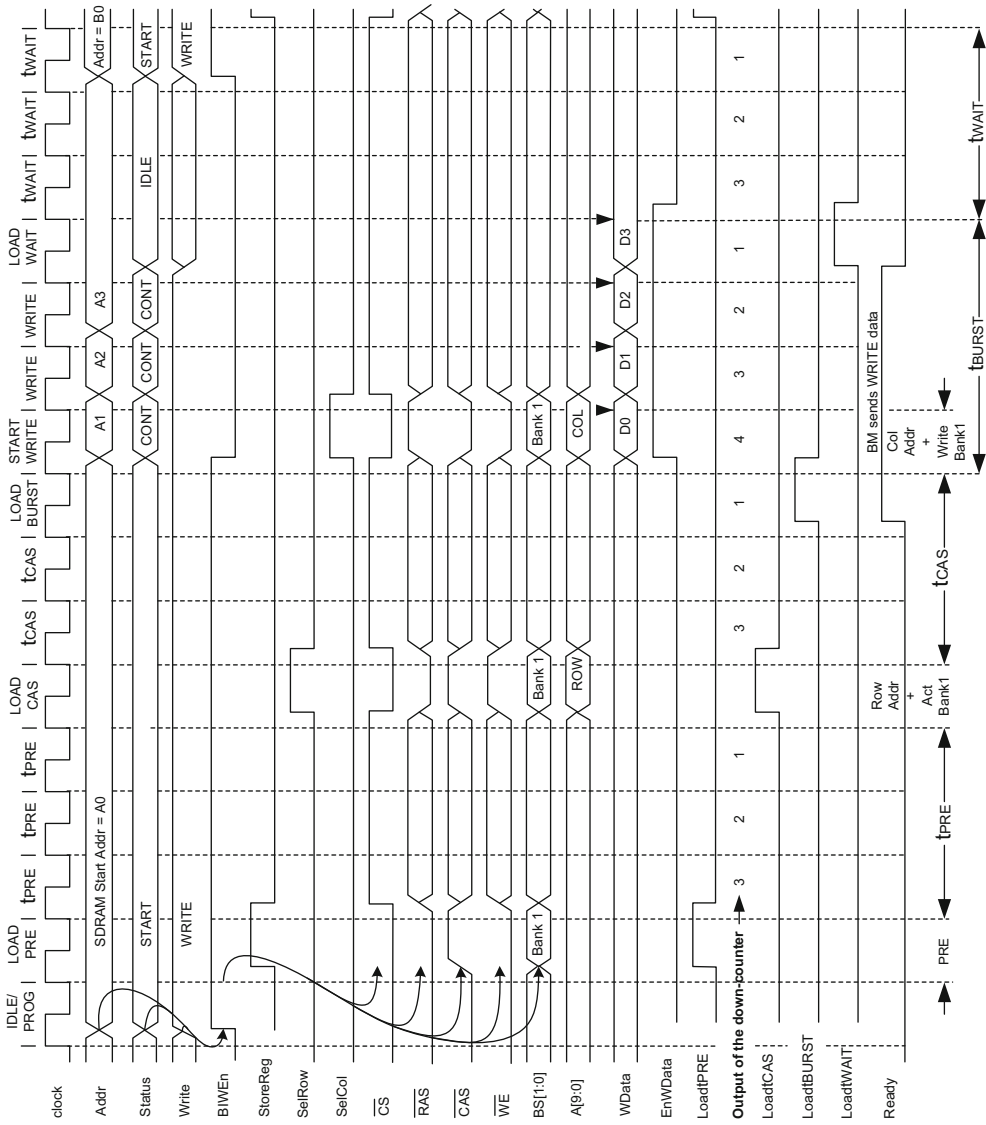 IDLE/ PROG | LOAD PRE | tPRE | tPRE | tPRE | LOAD CAS | tCAS | tCAS | LOAD BURST | START WRITE | WRITE | WRITE | LOAD WAIT | tWAIT | tWAIT | tWAIT
clock
Addr SDRAM Start Addr = A0 A1 A2 A3 Addr = B0
Status START CONT CONT CONT IDLE START
Write WRITE WRITE
BIWEn
StoreReg
SelRow
SelCol
CS
RAS
CAS
WE
BS[1:0] Bank 1 Bank 1 Bank 1
A[9:0] ROW COL
WData D0 D1 D2 D3
EnWData
LoadtPRE
Output of the down-counter 3 2 1 3 2 1 4 3 2 1 3 2 1
LoadtCAS
LoadtBURST
LoadtWAIT
Ready BM sends WRITE data
PRE
tPRE
Row Addr + Act Bank1
tCAS
Col Addr + Write Bank1
tBURST
tWAIT